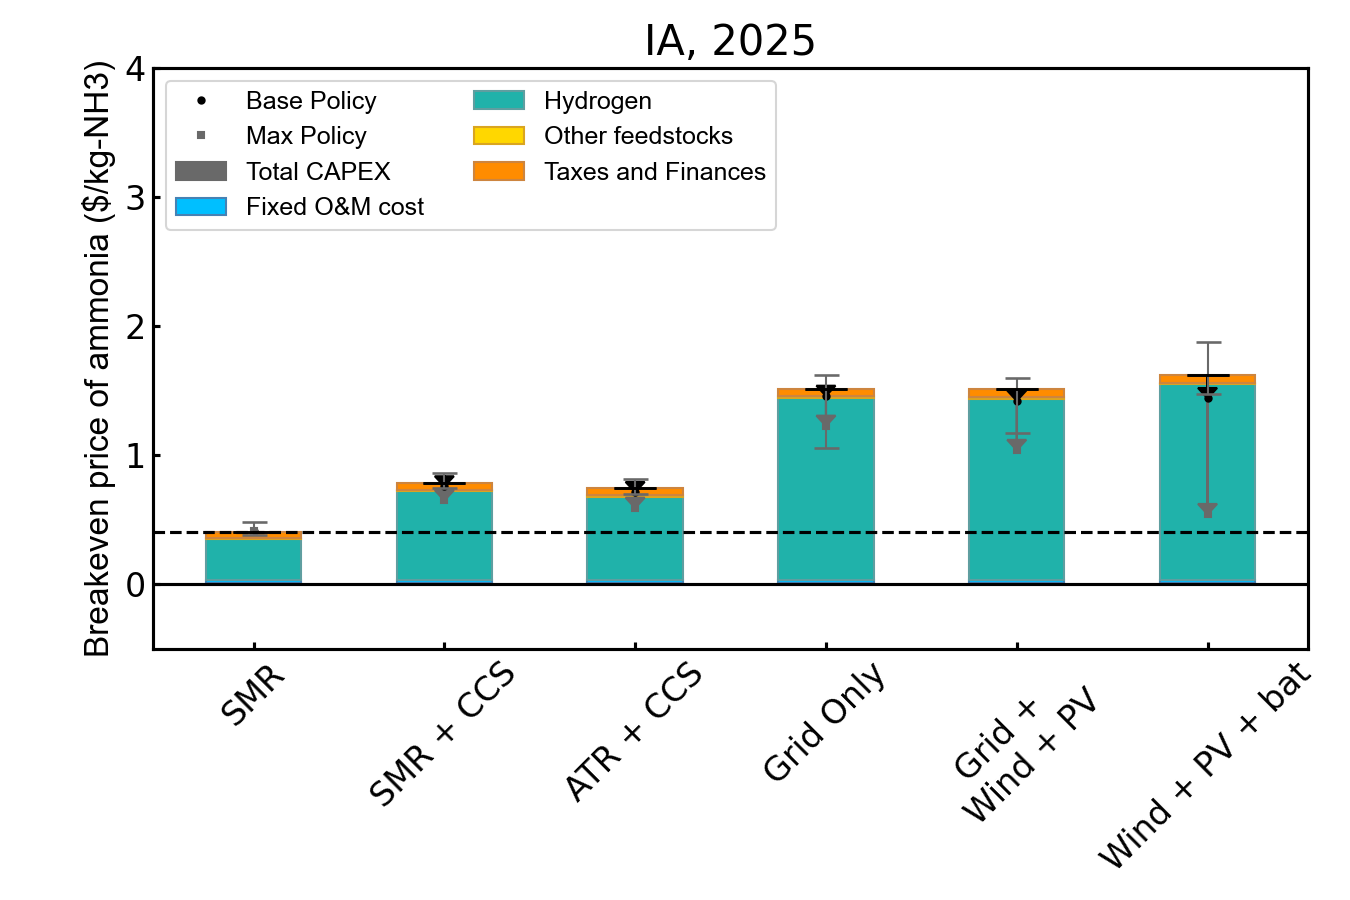 IA, 2025
Breakeven price of ammonia ($/kg-NH3)
4
3
2
1
0
Base Policy
Max Policy
Total CAPEX
Fixed O&M cost
Hydrogen
Other feedstocks
Taxes and Finances
SMR
SMR + CCS
ATR + CCS
Grid Only
Grid +
Wind + PV
Wind + PV + bat